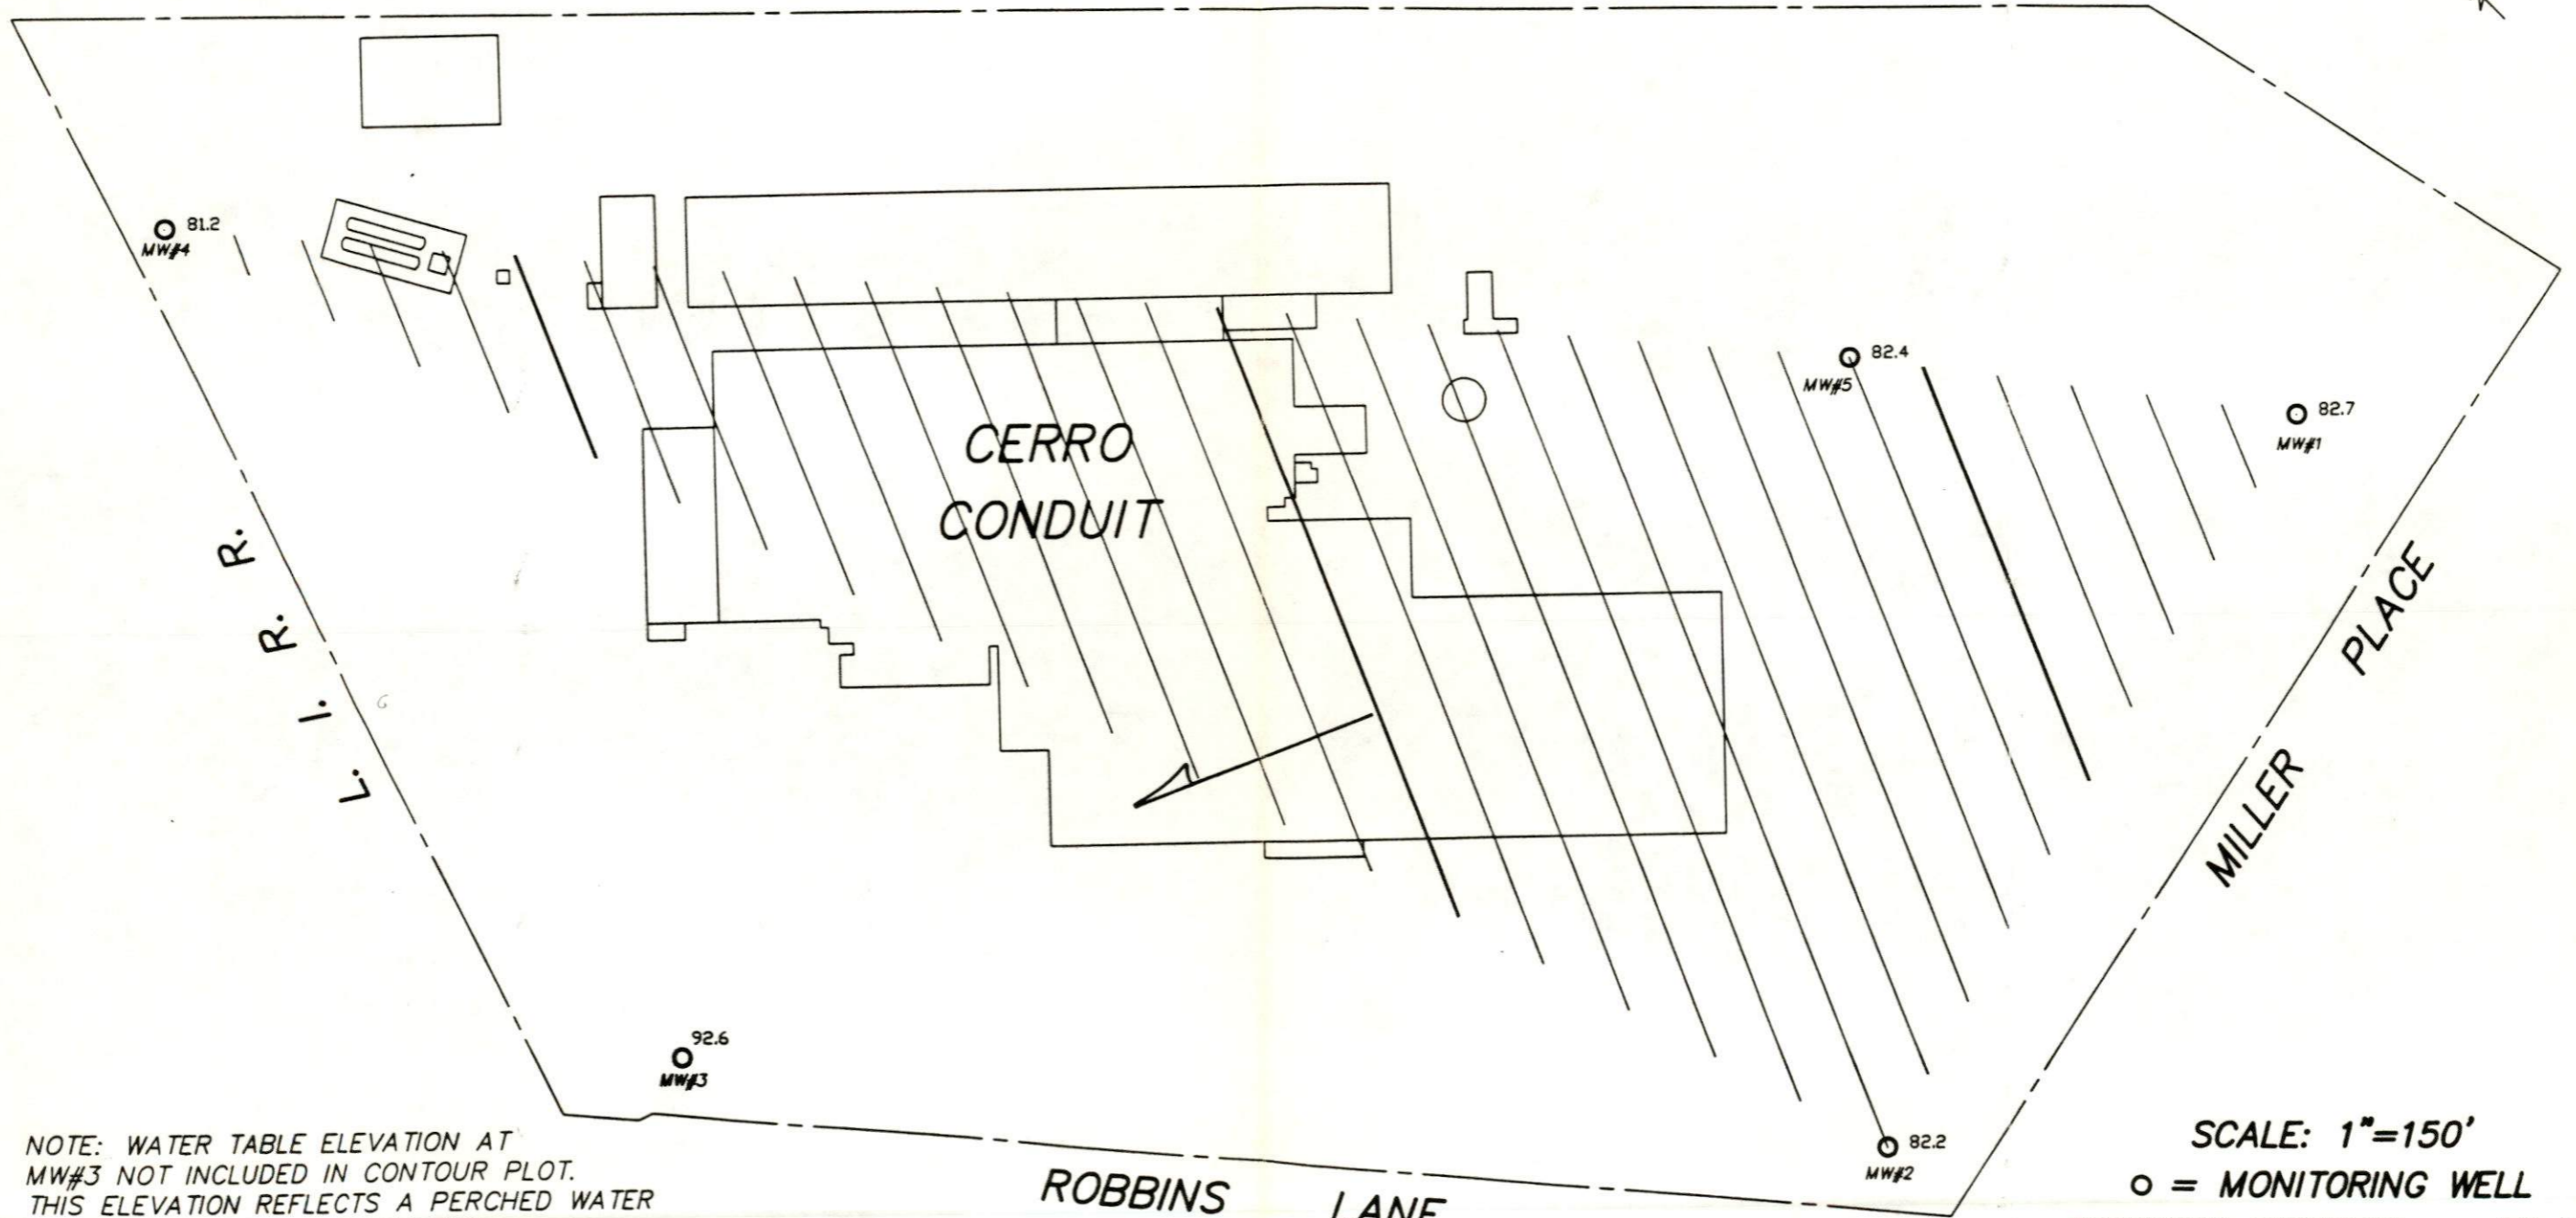 81.2
MW#4
82.4
MW#5
82.7
MW#1
CERRO
CONDUIT
L. I. R. R.
MILLER PLACE
92.6
MW#3
82.2
MW#2
NOTE: WATER TABLE ELEVATION AT
MW#3 NOT INCLUDED IN CONTOUR PLOT.
THIS ELEVATION REFLECTS A PERCHED WATER
ROBBINS LANE
SCALE: 1"=150'
O = MONITORING WELL